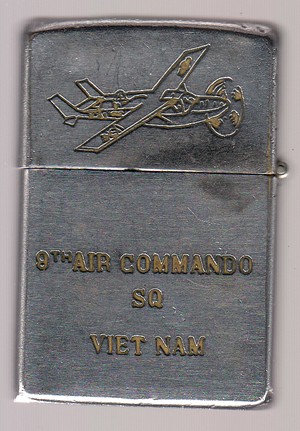 9TH AIR COMMANDO
SQ
VIET NAM